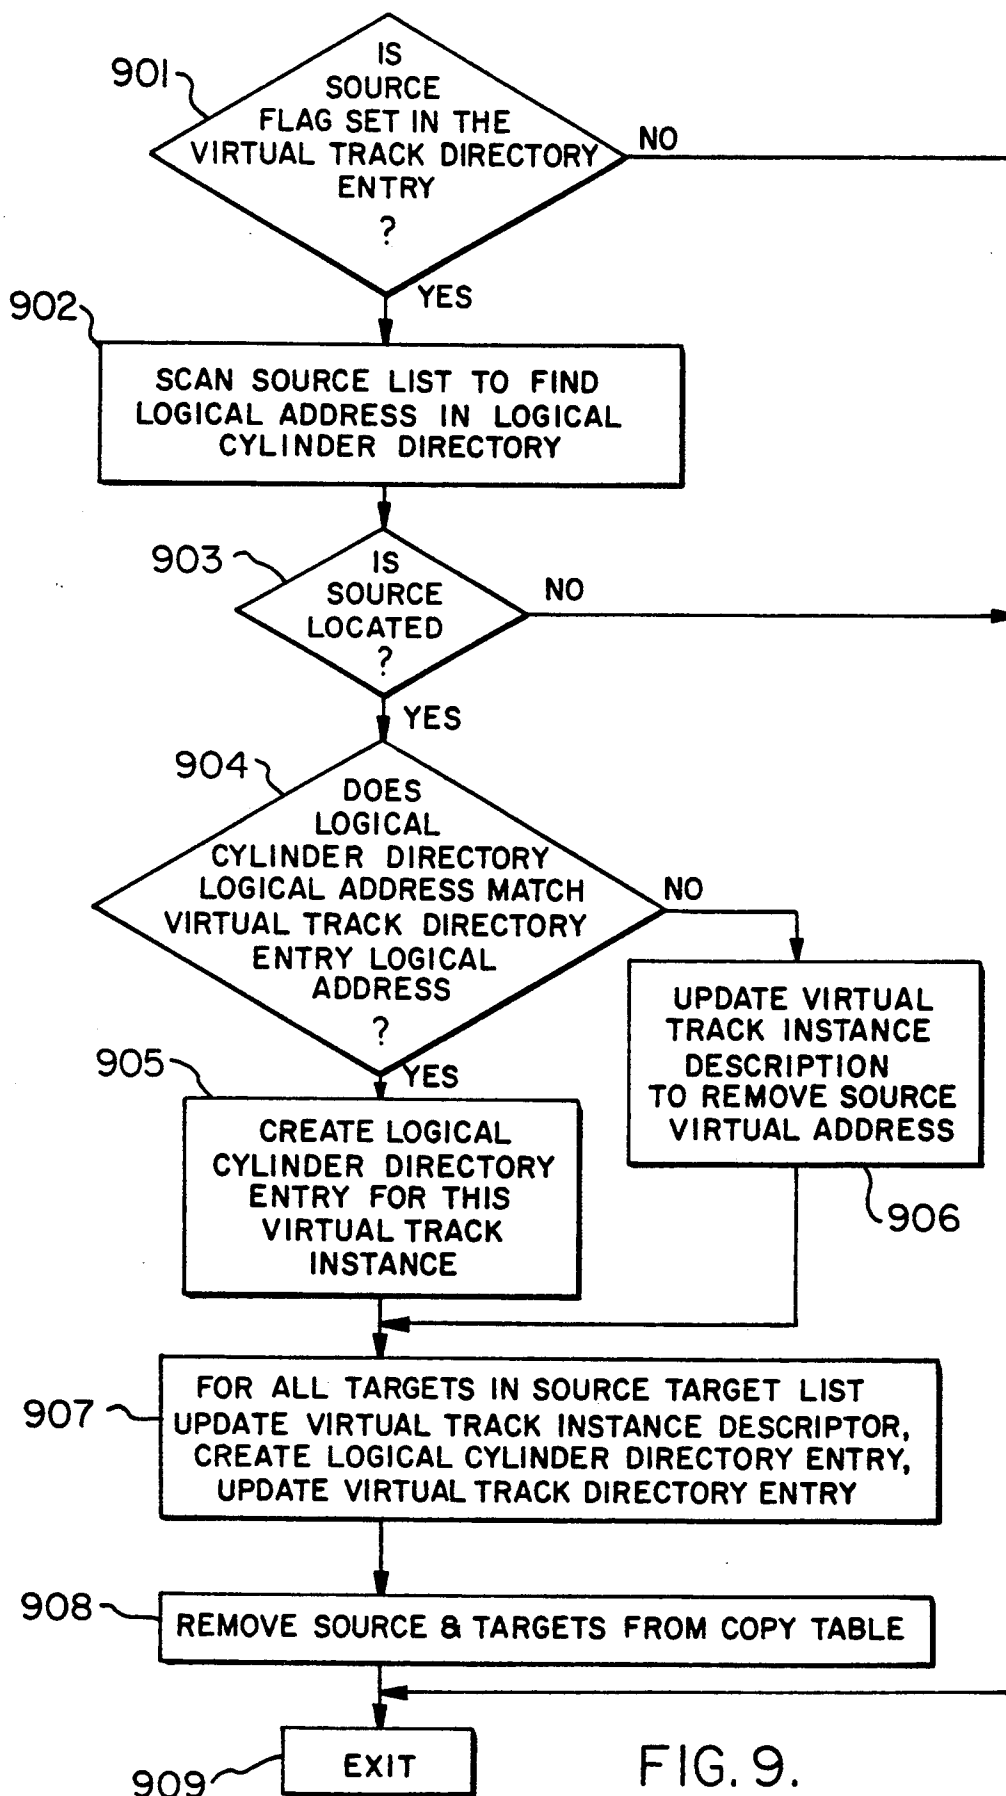 901
IS
SOURCE
FLAG SET IN THE
VIRTUAL TRACK DIRECTORY
ENTRY
?
NO
YES
902
SCAN SOURCE LIST TO FIND
LOGICAL ADDRESS IN LOGICAL
CYLINDER DIRECTORY
903
IS
SOURCE
LOCATED
?
NO
YES
904
DOES
LOGICAL
CYLINDER DIRECTORY
LOGICAL ADDRESS MATCH
VIRTUAL TRACK DIRECTORY
ENTRY LOGICAL
ADDRESS
?
NO
YES
905
CREATE LOGICAL
CYLINDER DIRECTORY
ENTRY FOR THIS
VIRTUAL TRACK
INSTANCE
UPDATE VIRTUAL
TRACK INSTANCE
DESCRIPTION
TO REMOVE SOURCE
VIRTUAL ADDRESS
906
907
FOR ALL TARGETS IN SOURCE TARGET LIST
UPDATE VIRTUAL TRACK INSTANCE DESCRIPTOR,
CREATE LOGICAL CYLINDER DIRECTORY ENTRY,
UPDATE VIRTUAL TRACK DIRECTORY ENTRY
908
REMOVE SOURCE & TARGETS FROM COPY TABLE
909
EXIT
FIG. 9.